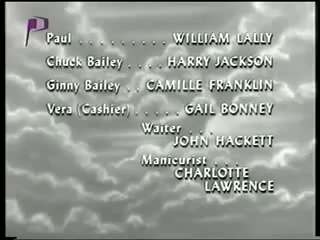 Paul . . . . . . . . . WILLIAM LALLY
Chuck Bailey . . . . HARRY JACKSON
Ginny Bailey . . CAMILLE FRANKLIN
Vera (Cashier) . . . . . GAIL BONNEY
Waiter . . .
JOHN HACKETT
Manicurist . . .
CHARLOTTE
LAWRENCE